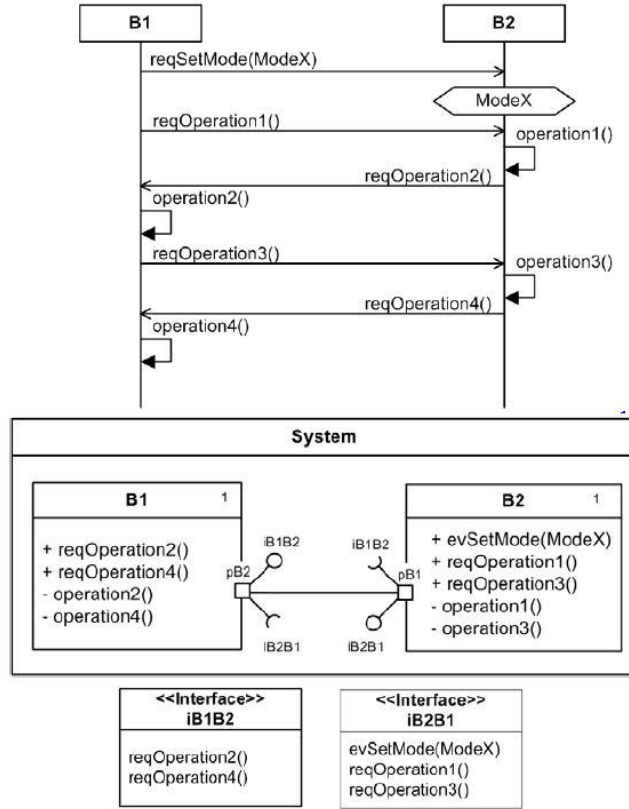 B1
B2
reqSetMode(ModeX)
ModeX
reqOperation1()
operation1()
reqOperation2()
operation2()
reqOperation3()
operation3()
reqOperation4()
operation4()
System
B1 1
+ reqOperation2()
+ reqOperation4()
- operation2()
- operation4()
pB2
iB1B2
iB2B1
B2 1
+ evSetMode(ModeX)
+ reqOperation1()
+ reqOperation3()
- operation1()
- operation3()
pB1
iB1B2
iB2B1
<<Interface>>
iB1B2
reqOperation2()
reqOperation4()
<<Interface>>
iB2B1
evSetMode(ModeX)
reqOperation1()
reqOperation3()